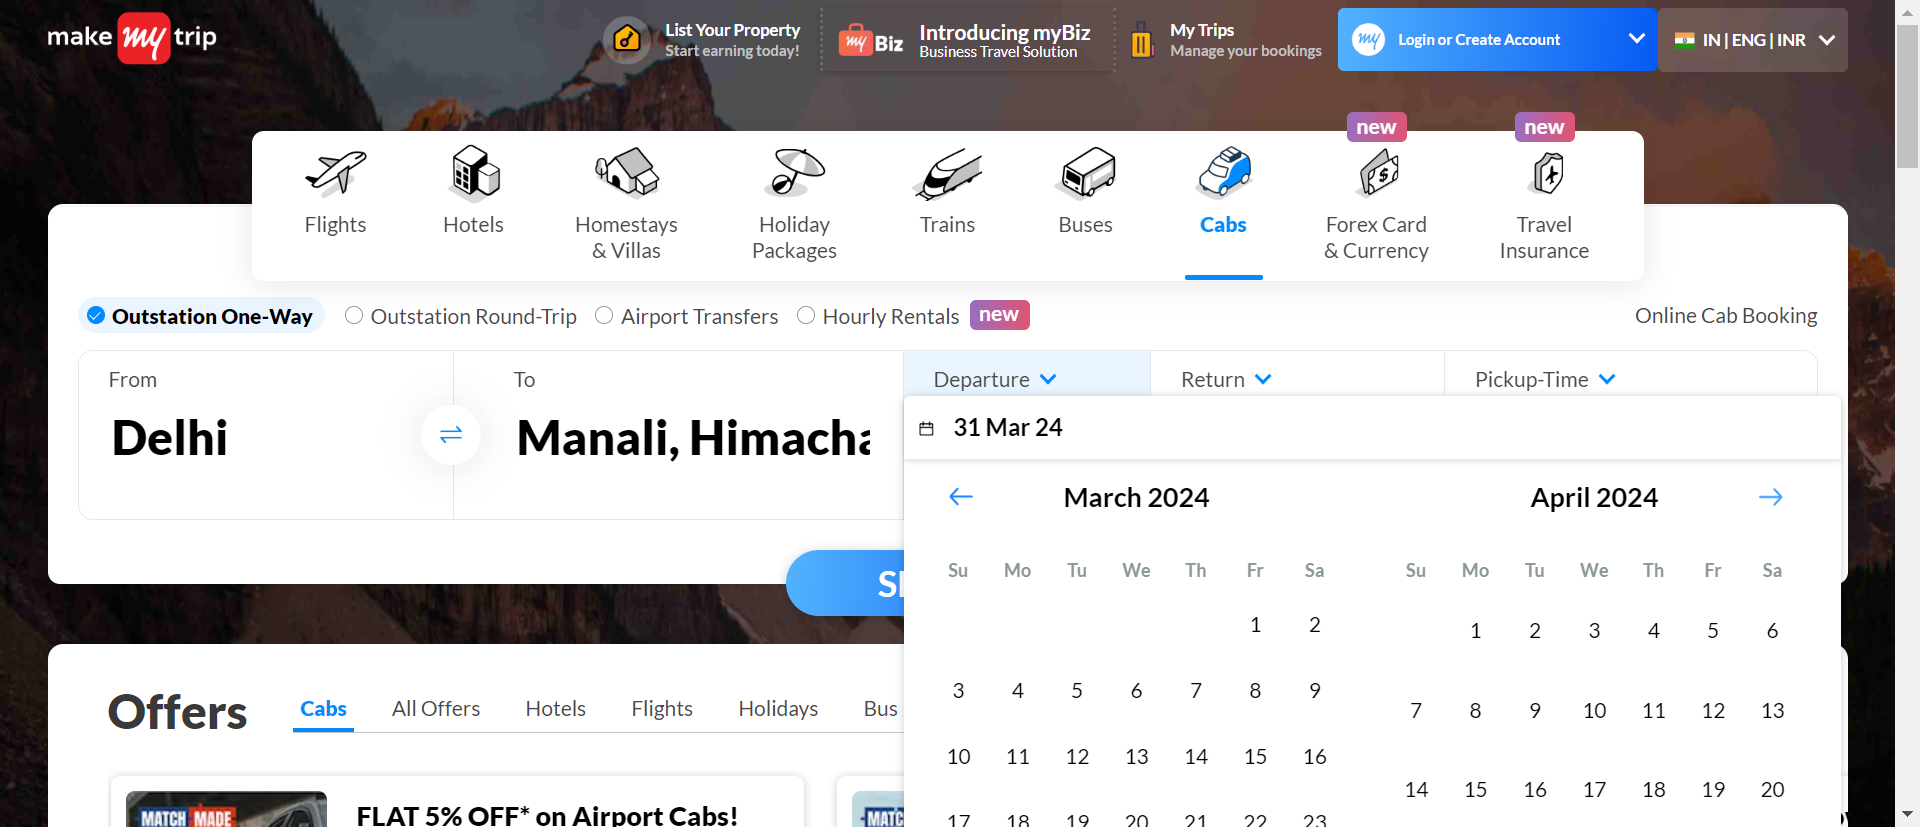 make my trip
List Your Property
Start earning today!
my Biz
Introducing myBiz
Business Travel Solution
My Trips
Manage your bookings
my
Login or Create Account
IN | ENG | INR
new
new
Flights
Hotels
Homestays
& Villas
Holiday
Packages
Trains
Buses
Cabs
Forex Card
& Currency
Travel
Insurance
Outstation One-Way
Outstation Round-Trip
Airport Transfers
Hourly Rentals
new
Online Cab Booking
From
Delhi
To
Manali, Himacha
Departure
Return
Pickup-Time
31 Mar 24
March 2024
Su Mo Tu We Th Fr Sa
1 2
3 4 5 6 7 8 9
10 11 12 13 14 15 16
17 18 19 20 21 22 23
April 2024
Su Mo Tu We Th Fr Sa
1 2 3 4 5 6
7 8 9 10 11 12 13
14 15 16 17 18 19 20
Offers
Cabs
All Offers
Hotels
Flights
Holidays
Bus
MATCH MADE
FLAT 5% OFF* on Airport Cabs!